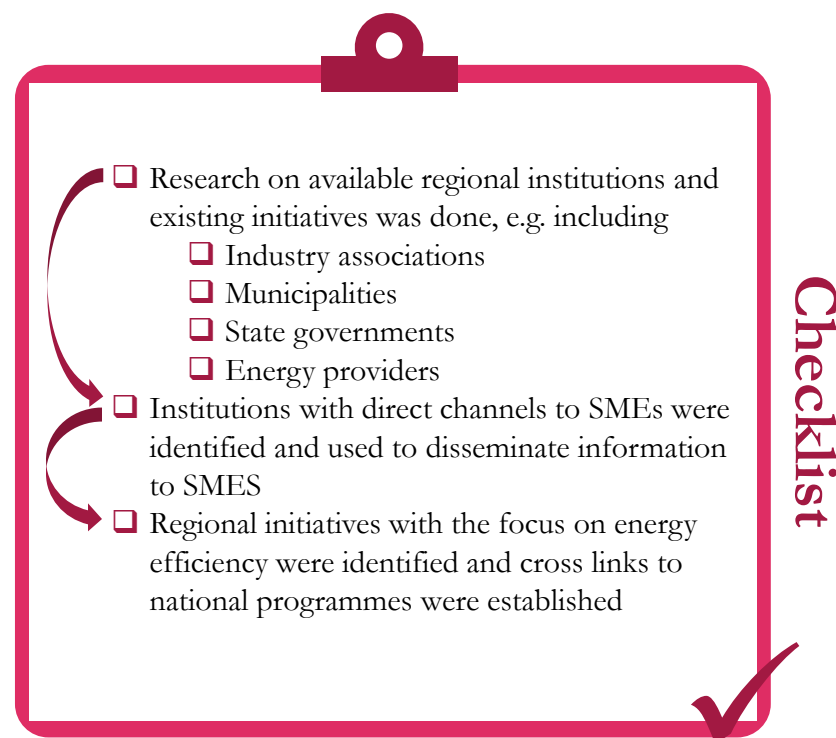 Research on available regional institutions and
existing initiatives was done, e.g. including
Industry associations
Municipalities
State governments
Energy providers
Institutions with direct channels to SMEs were
identified and used to disseminate information
to SMES
Regional initiatives with the focus on energy
efficiency were identified and cross links to
national programmes were established
Checklist